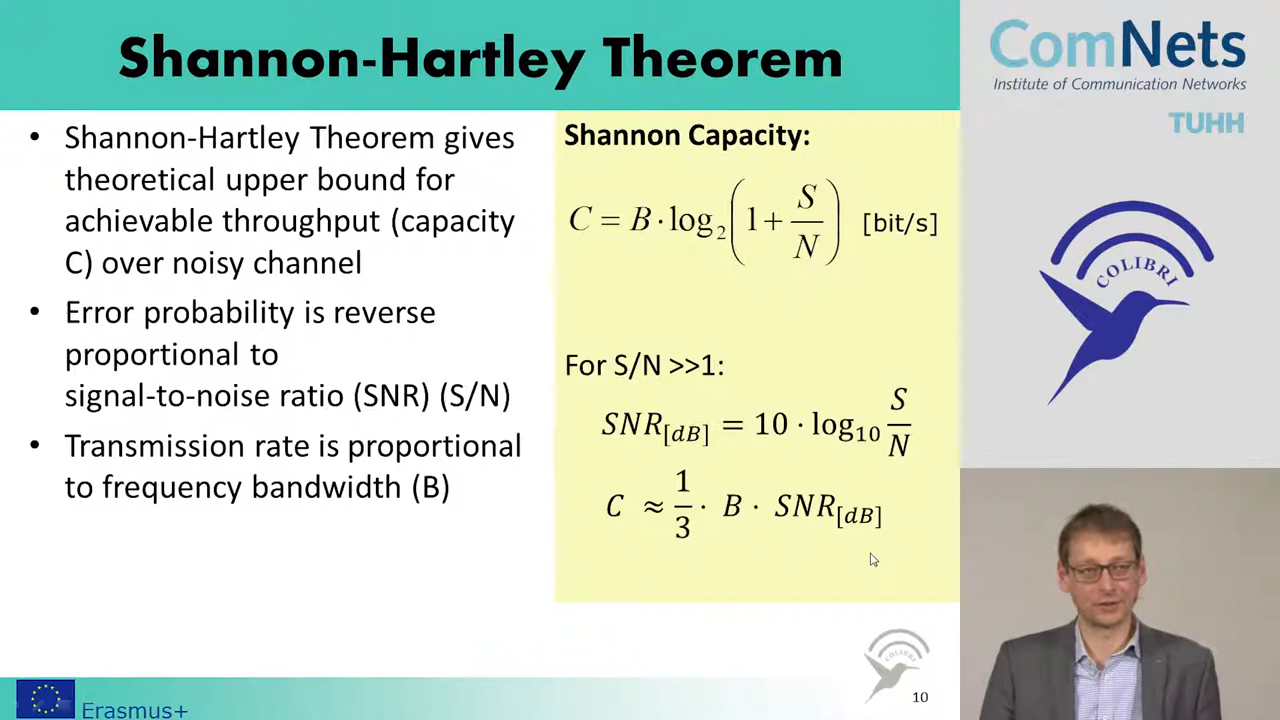 Shannon-Hartley Theorem
• Shannon-Hartley Theorem gives
theoretical upper bound for
achievable throughput (capacity
C) over noisy channel
• Error probability is reverse
proportional to
signal-to-noise ratio (SNR) (S/N)
• Transmission rate is proportional
to frequency bandwidth (B)
Shannon Capacity:
C = B · log₂(1 + S/N) [bit/s]
For S/N >>1:
SNR[dB] = 10 · log₁₀ S/N
C ≈ 1/3 · B · SNR[dB]
COLIBRI
10
Erasmus+
ComNets
Institute of Communication Networks
TUHH
COLIBRI